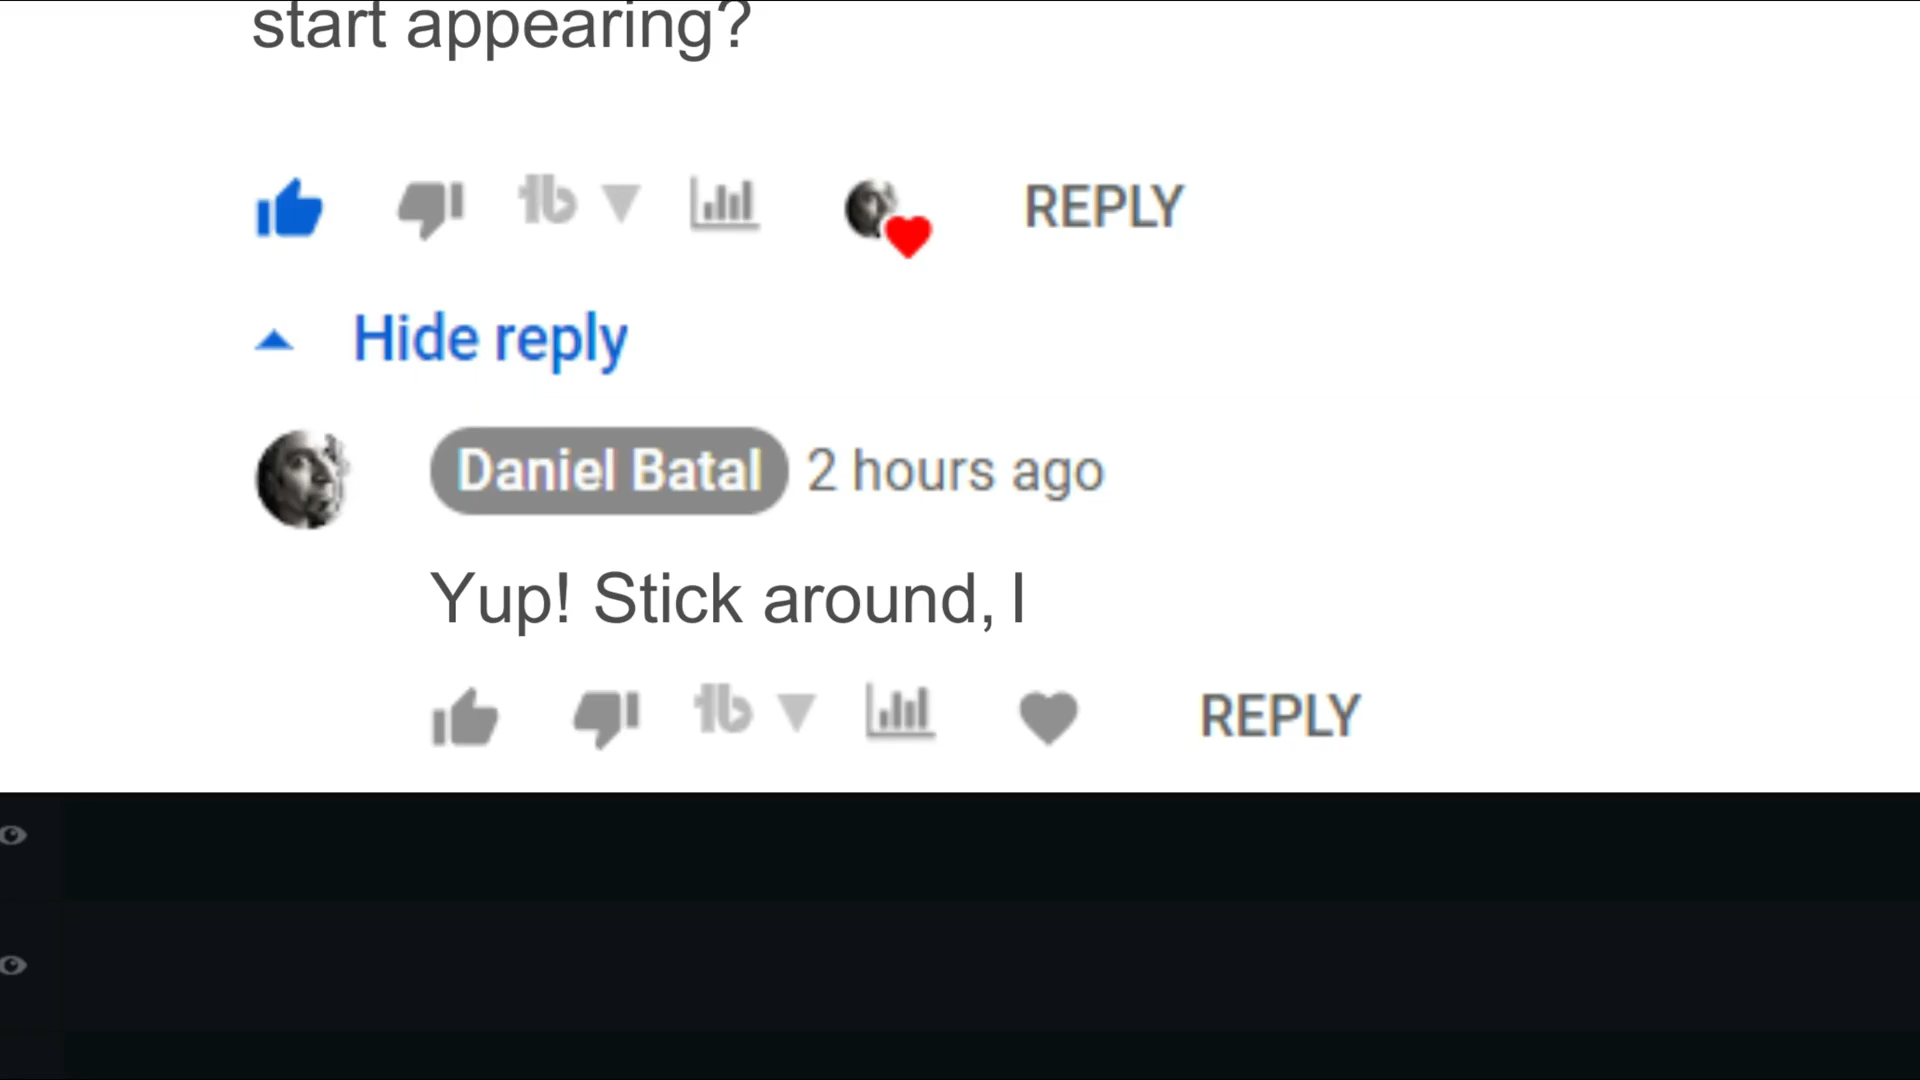 start appearing?
REPLY
Hide reply
Daniel Batal 2 hours ago
Yup! Stick around, I
REPLY